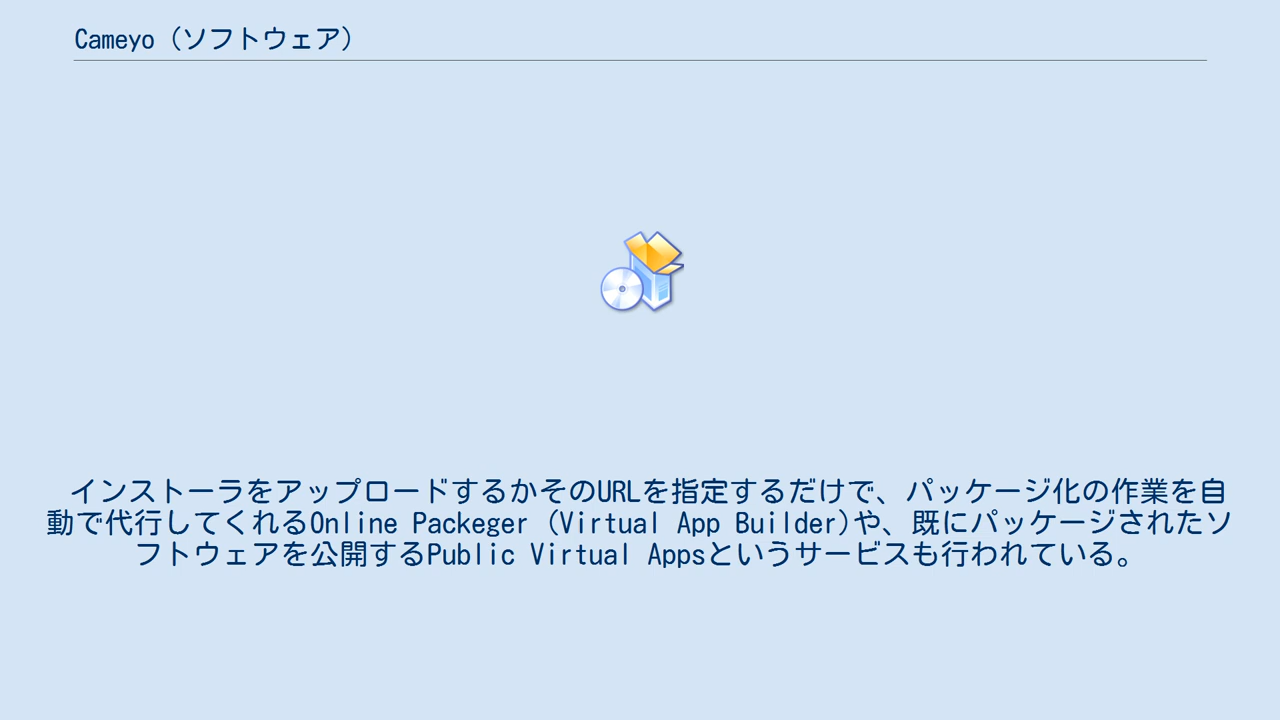 Cameyo（ソフトウェア）
インストーラをアップロードするかそのURLを指定するだけで、パッケージ化の作業を自
動で代行してくれるOnline Packeger (Virtual App Builder)や、既にパッケージされたソ
フトウェアを公開するPublic Virtual Appsというサービスも行われている。